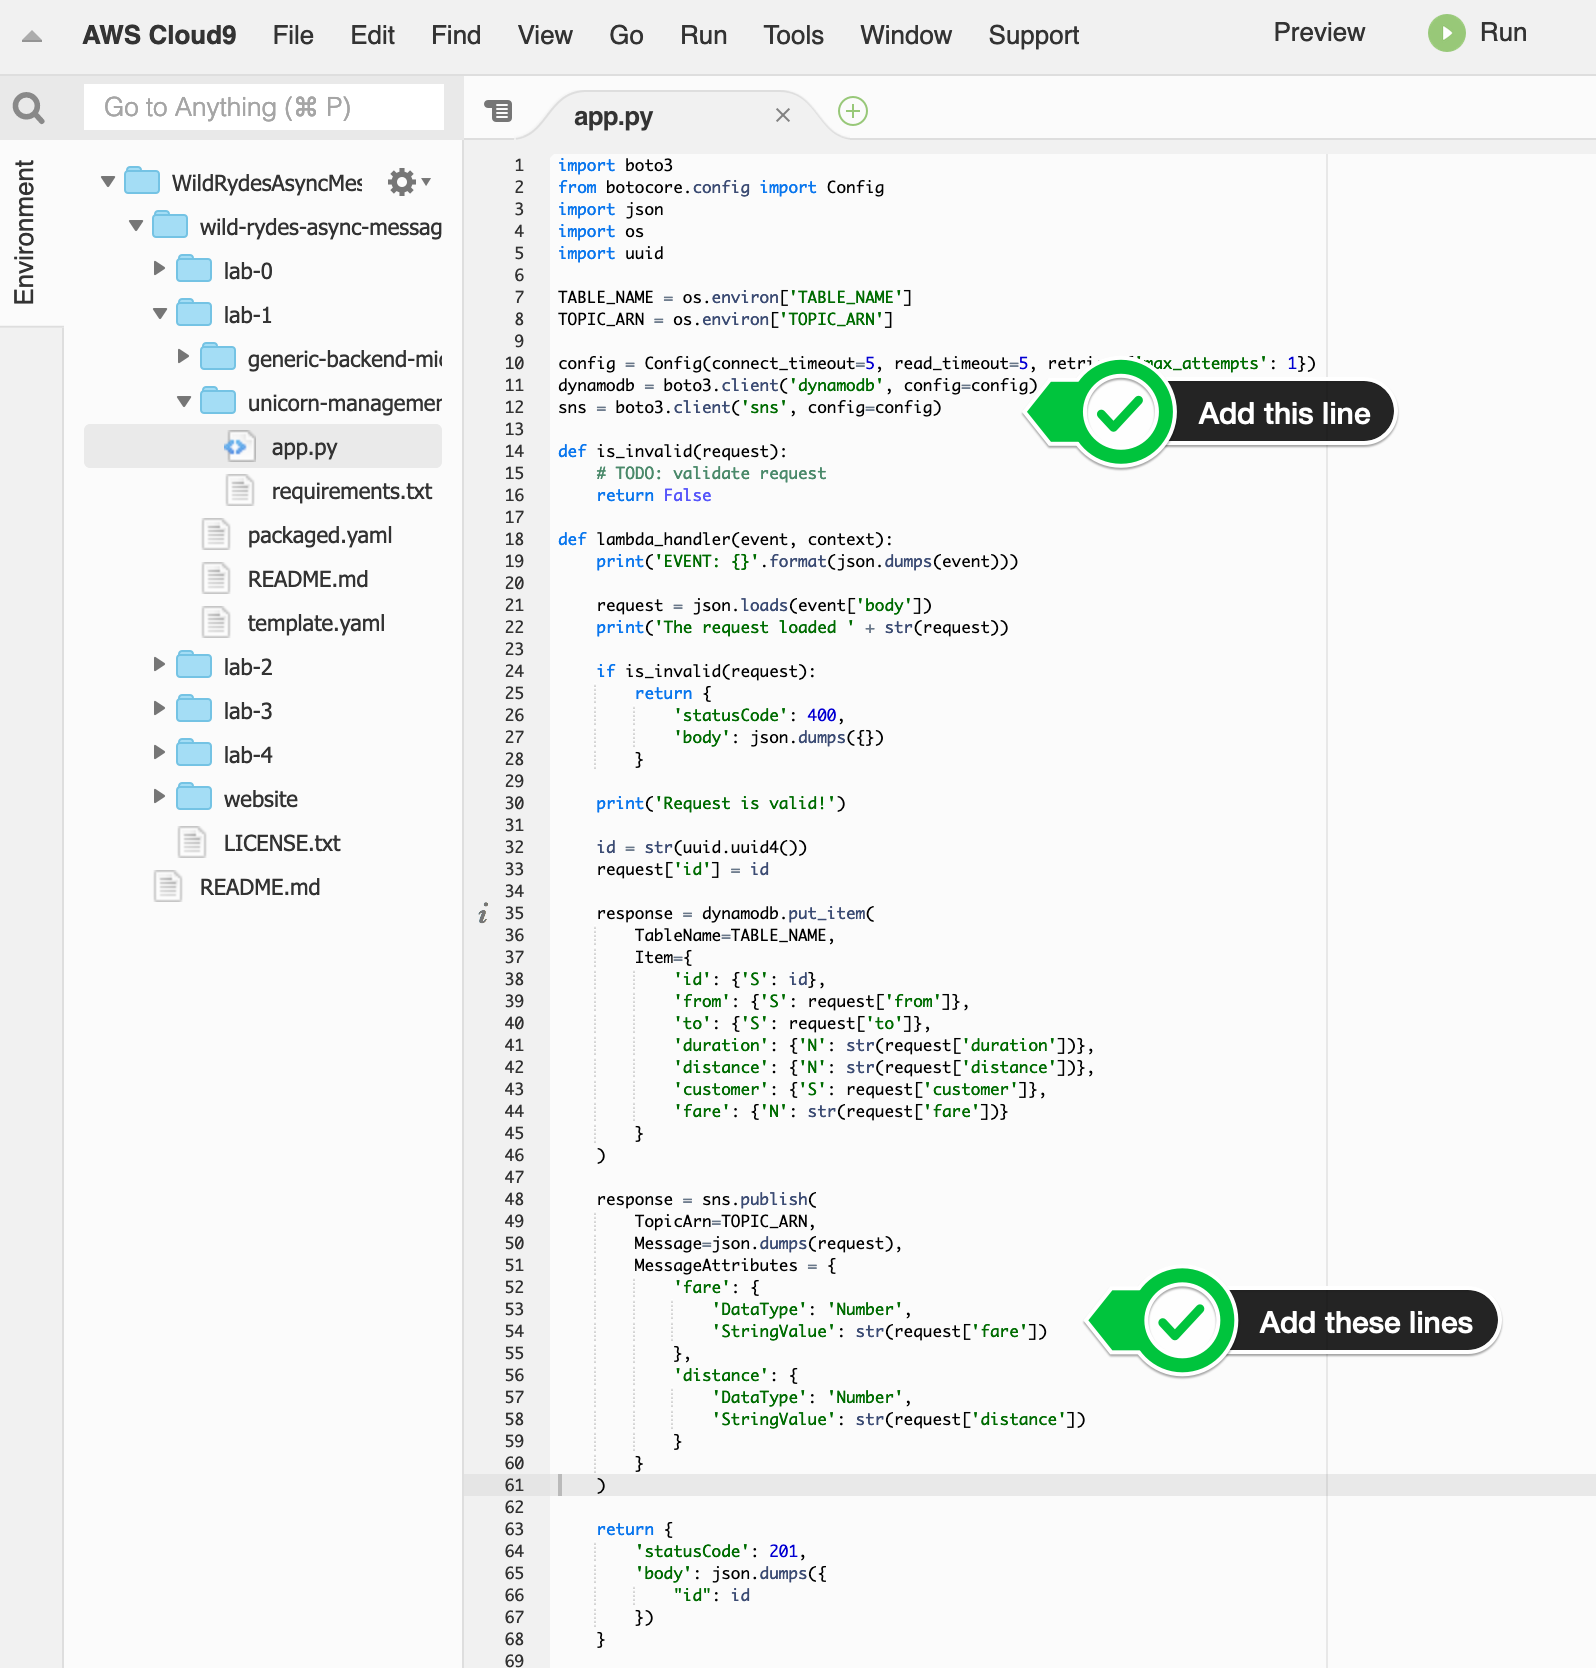 AWS Cloud9 File Edit Find View Go Run Tools Window Support Preview Run
Go to Anything (⌘ P)
app.py
Environment
WildRydesAsyncMes
wild-rydes-async-messag
lab-0
lab-1
generic-backend-mic
unicorn-managemen
app.py
requirements.txt
packaged.yaml
README.md
template.yaml
lab-2
lab-3
lab-4
website
LICENSE.txt
README.md
1 import boto3
2 from botocore.config import Config
3 import json
4 import os
5 import uuid
6
7 TABLE_NAME = os.environ['TABLE_NAME']
8 TOPIC_ARN = os.environ['TOPIC_ARN']
9
10 config = Config(connect_timeout=5, read_timeout=5, retri 'max_attempts': 1})
11 dynamodb = boto3.client('dynamodb', config=config)
12 sns = boto3.client('sns', config=config)
Add this line
13
14 def is_invalid(request):
15     # TODO: validate request
16     return False
17
18 def lambda_handler(event, context):
19     print('EVENT: {}'.format(json.dumps(event)))
20
21     request = json.loads(event['body'])
22     print('The request loaded ' + str(request))
23
24     if is_invalid(request):
25         return {
26             'statusCode': 400,
27             'body': json.dumps({})
28         }
29
30     print('Request is valid!')
31
32     id = str(uuid.uuid4())
33     request['id'] = id
34
35     response = dynamodb.put_item(
36         TableName=TABLE_NAME,
37         Item={
38             'id': {'S': id},
39             'from': {'S': request['from']},
40             'to': {'S': request['to']},
41             'duration': {'N': str(request['duration'])},
42             'distance': {'N': str(request['distance'])},
43             'customer': {'S': request['customer']},
44             'fare': {'N': str(request['fare'])}
45         }
46     )
47
48     response = sns.publish(
49         TopicArn=TOPIC_ARN,
50         Message=json.dumps(request),
51         MessageAttributes = {
52             'fare': {
53                 'DataType': 'Number',
54                 'StringValue': str(request['fare'])
Add these lines
55             },
56             'distance': {
57                 'DataType': 'Number',
58                 'StringValue': str(request['distance'])
59             }
60         }
61     )
62
63     return {
64         'statusCode': 201,
65         'body': json.dumps({
66             "id": id
67         })
68     }
69